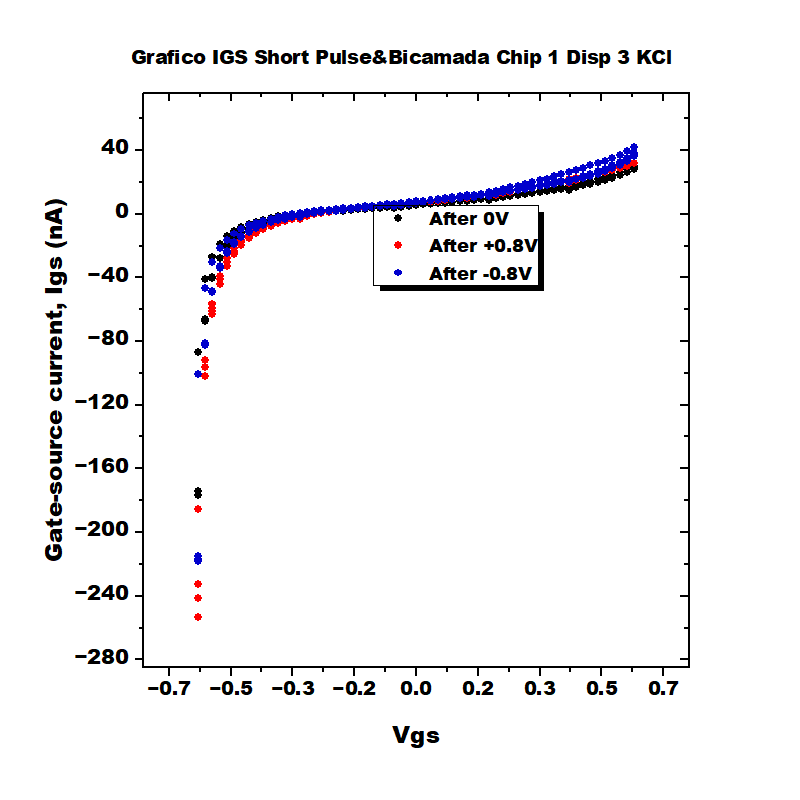 Grafico IGS Short Pulse&Bicamada Chip 1 Disp 3 KCl
Gate-source current, Igs (nA)
40
0
−40
−80
−120
−160
−200
−240
−280
After 0V
After +0.8V
After -0.8V
−0.7 −0.5 −0.3 −0.2 0.0 0.2 0.3 0.5 0.7
Vgs